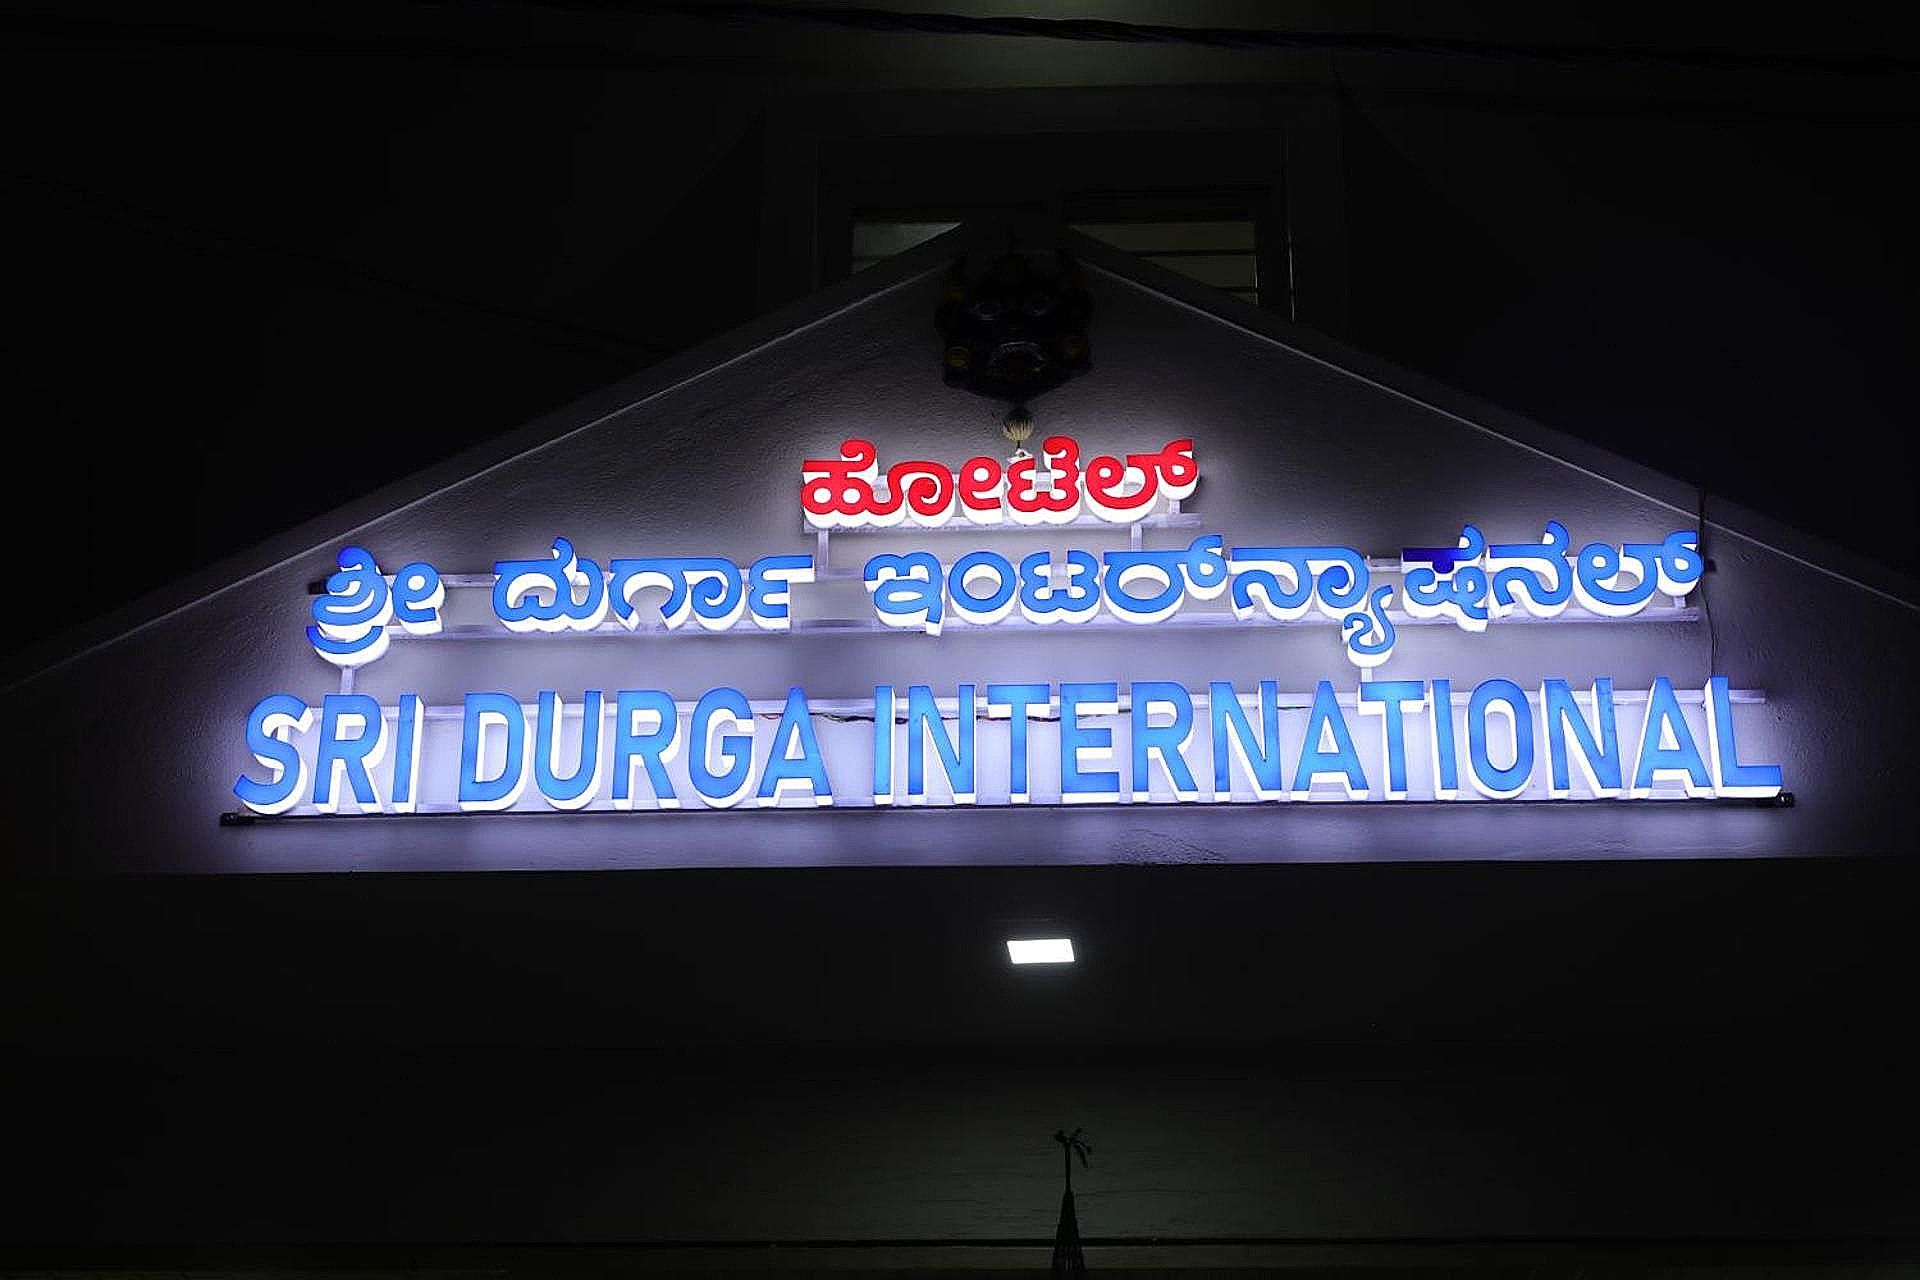 ಹೋಟೆಲ್
ಶ್ರೀ ದುರ್ಗಾ ಇಂಟರ್‌ನ್ಯಾಷನಲ್
SRI DURGA INTERNATIONAL